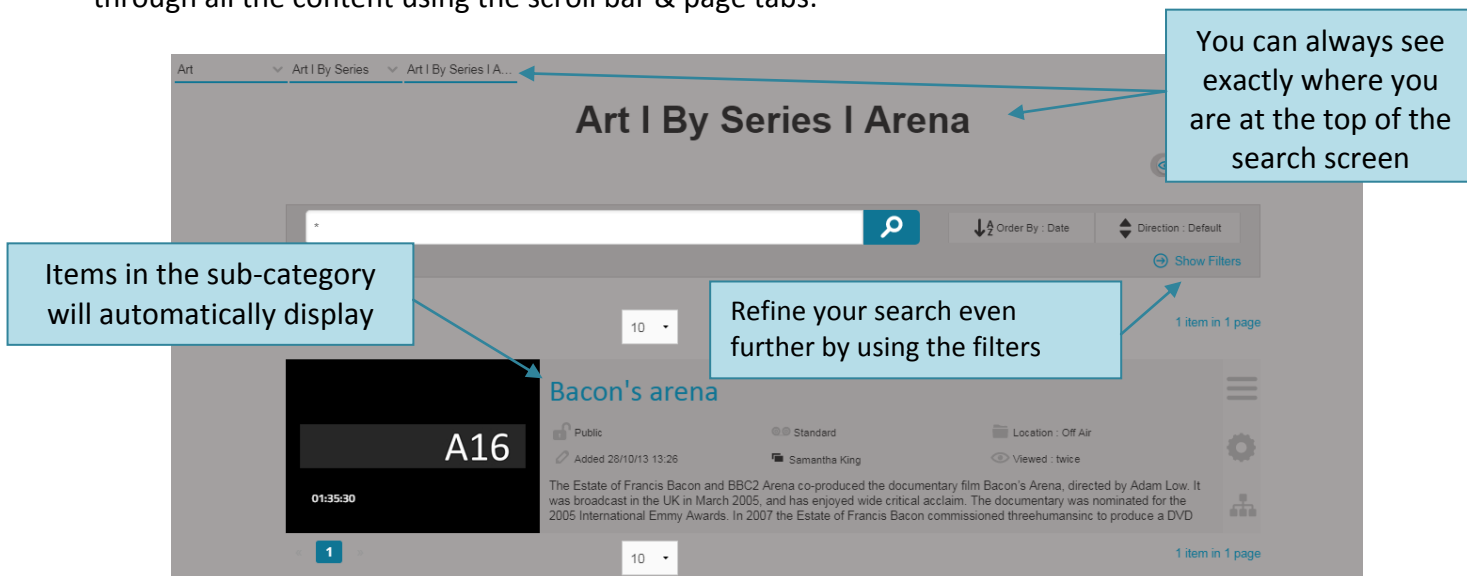 through all the content using the scroll bar & page tabs.
You can always see
exactly where you
are at the top of the
search screen
Art
Art I By Series
Art I By Series I A...
Art I By Series I Arena
*
Order By : Date
Direction : Default
Show Filters
Items in the sub-category
will automatically display
Refine your search even
further by using the filters
10
1 item in 1 page
A16
01:35:30
Bacon's arena
Public
Standard
Location : Off Air
Added 28/10/13 13:26
Samantha King
Viewed : twice
The Estate of Francis Bacon and BBC2 Arena co-produced the documentary film Bacon's Arena, directed by Adam Low. It
was broadcast in the UK in March 2005, and has enjoyed wide critical acclaim. The documentary was nominated for the
2005 International Emmy Awards. In 2007 the Estate of Francis Bacon commissioned threehumansinc to produce a DVD
1
10
1 item in 1 page